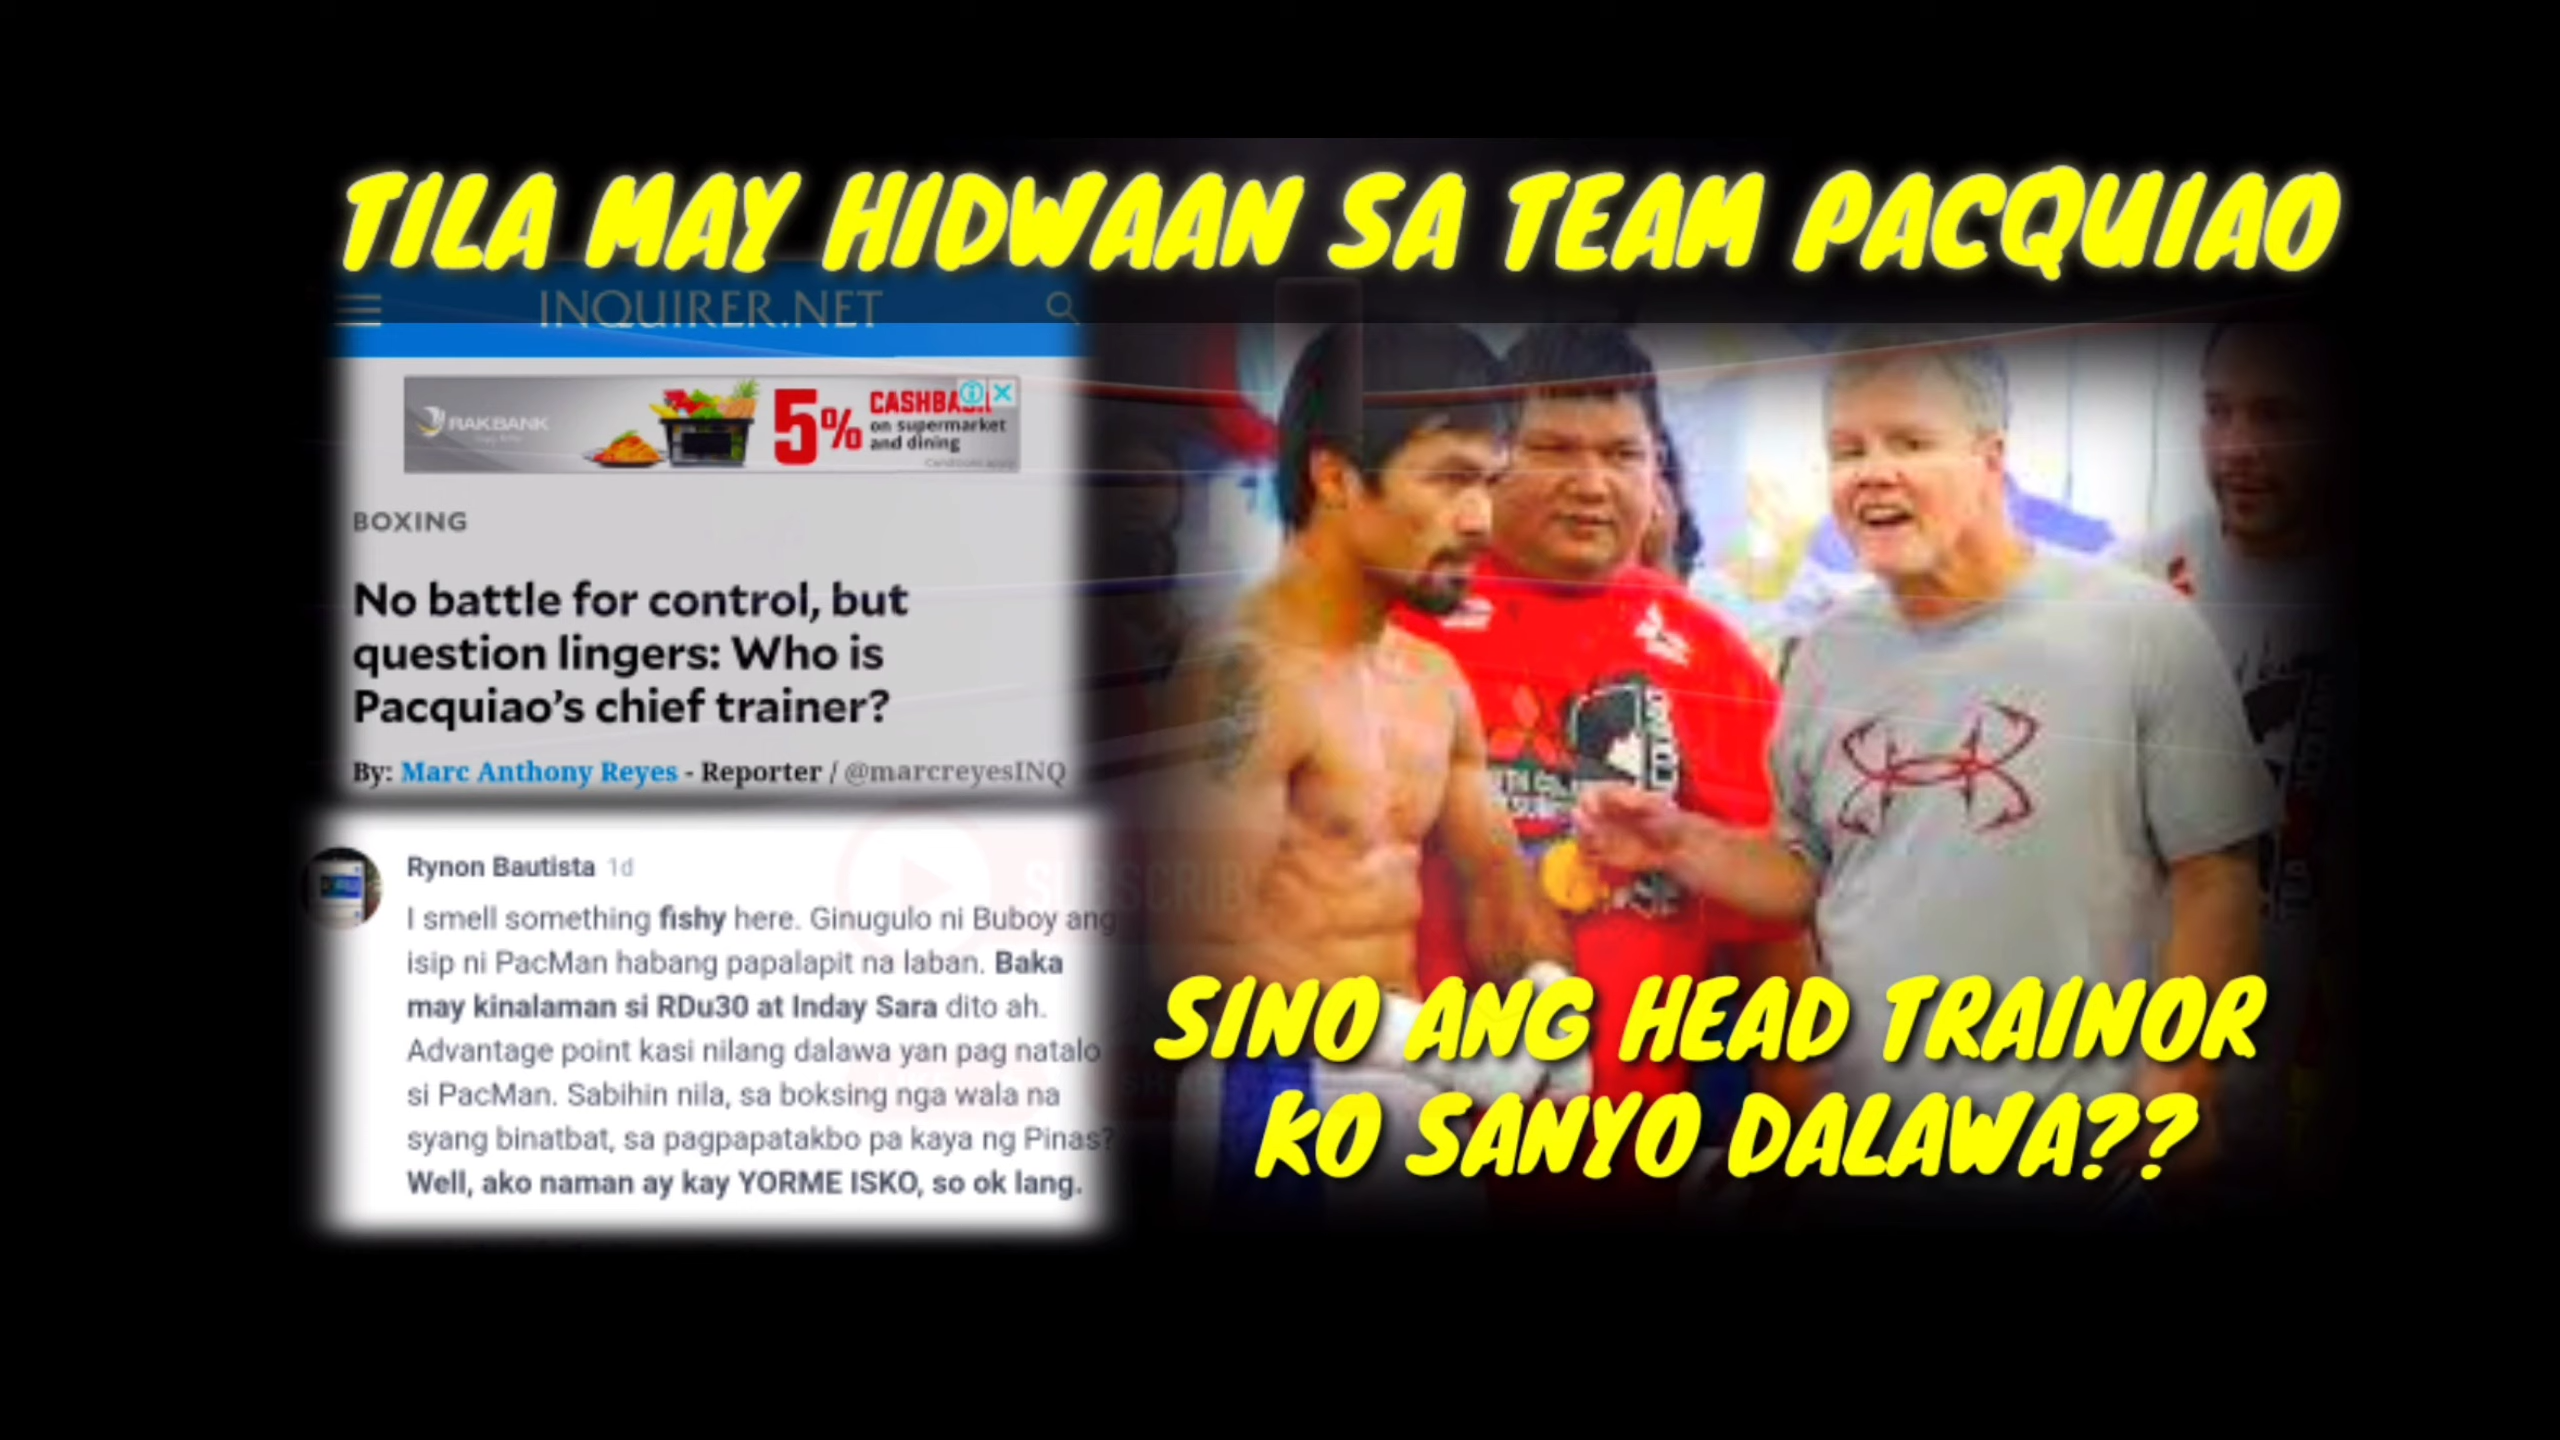 TILA MAY HIDWAAN SA TEAM PACQUIAO
INQUIRER.NET
RAKBANK
5%
on supermarket
and dining
BOXING
No battle for control, but
question lingers: Who is
Pacquiao's chief trainer?
By: Marc Anthony Reyes - Reporter / @marcreyesINQ
Rynon Bautista 1d
I smell something fishy here. Ginugulo ni Buboy ang
isip ni PacMan habang papalapit na laban. Baka
may kinalaman si RDu30 at Inday Sara dito ah.
Advantage point kasi nilang dalawa yan pag natalo
si PacMan. Sabihin nila, sa boksing nga wala na
syang binatbat, sa pagpapatakbo pa kaya ng Pinas?
Well, ako naman ay kay YORME ISKO, so ok lang.
SINO ANG HEAD TRAINOR
KO SANYO DALAWA??